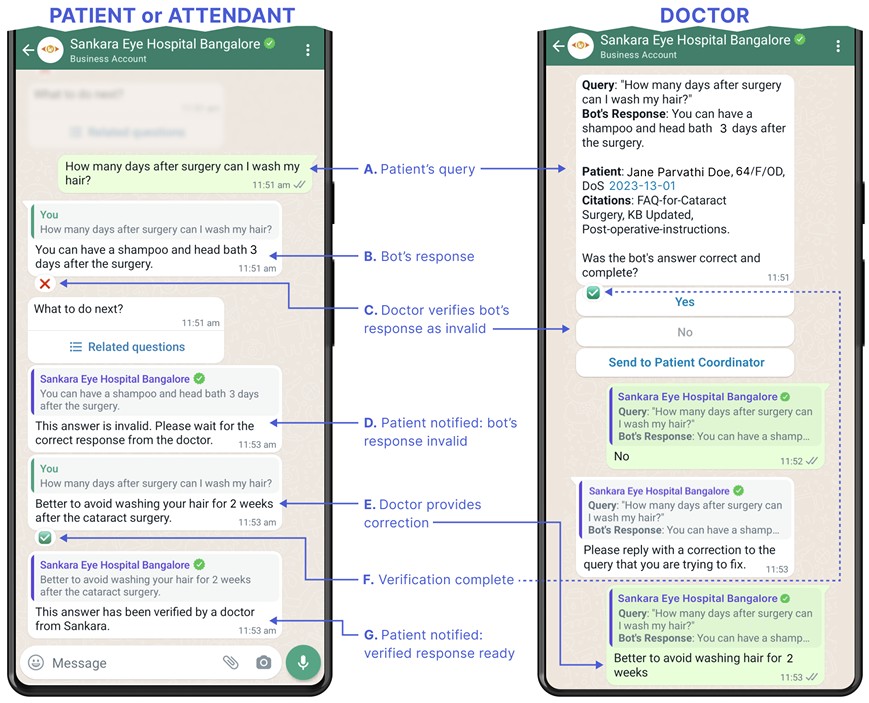 PATIENT or ATTENDANT
Sankara Eye Hospital Bangalore
Business Account
What to do next?
Related questions
How many days after surgery can I wash my
hair?
11:51 am
You
How many days after surgery can I wash my hair?
You can have a shampoo and head bath 3
days after the surgery.
11:51 am
What to do next?
11:51 am
Related questions
Sankara Eye Hospital Bangalore
You can have a shampoo and head bath 3 days
after the surgery.
This answer is invalid. Please wait for the
correct response from the doctor.
11:53 am
You
How many days after surgery can I wash my hair?
Better to avoid washing your hair for 2 weeks
after the cataract surgery.
11:53 am
Sankara Eye Hospital Bangalore
Better to avoid washing your hair for 2 weeks
after the cataract surgery.
This answer has been verified by a doctor
from Sankara.
11:53 am
Message
A. Patient's query
B. Bot's response
C. Doctor verifies bot's
response as invalid
D. Patient notified: bot's
response invalid
E. Doctor provides
correction
F. Verification complete
G. Patient notified:
verified response ready
DOCTOR
Sankara Eye Hospital Bangalore
Business Account
Query: "How many days after surgery
can I wash my hair?"
Bot's Response: You can have a
shampoo and head bath 3 days after
the surgery.
Patient: Jane Parvathi Doe, 64/F/OD,
DoS 2023-13-01
Citations: FAQ-for-Cataract
Surgery, KB Updated,
Post-operative-instructions.
Was the bot's answer correct and
complete?
11:51
Yes
No
Send to Patient Coordinator
Sankara Eye Hospital Bangalore
Query: "How many days after surgery can
I wash my hair?"
Bot's Response: You can have a shamp...
No
11:52
Sankara Eye Hospital Bangalore
Query: "How many days after surgery can
I wash my hair?"
Bot's Response: You can have a shamp...
Please reply with a correction to the
query that you are trying to fix.
11:53
Sankara Eye Hospital Bangalore
Query: "How many days after surgery can
I wash my hair?"
Bot's Response: You can have a shamp...
Better to avoid washing hair for 2
weeks
11:53